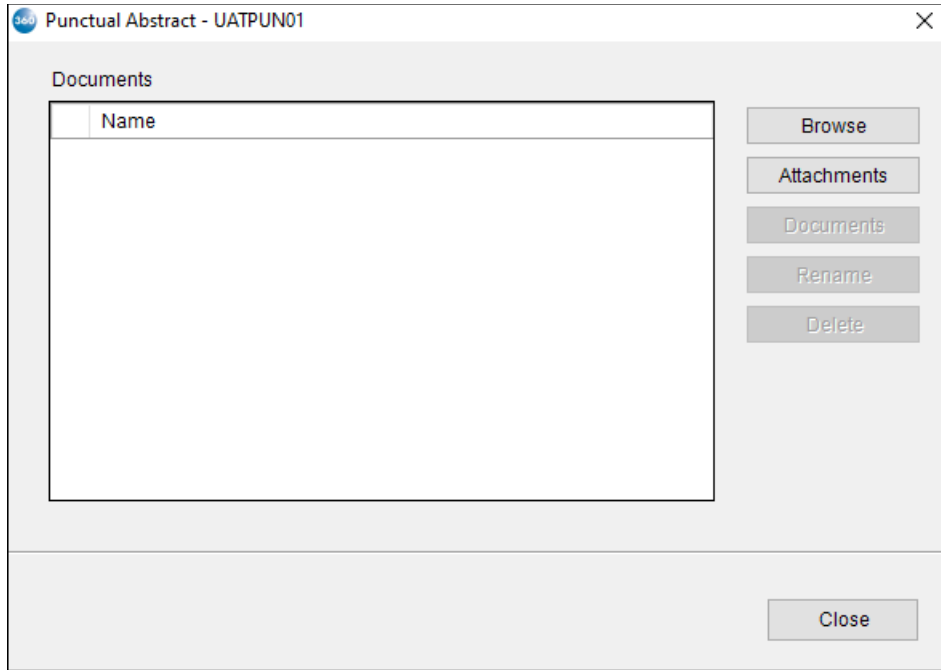 360 Punctual Abstract - UATPUN01
Documents
Name
Browse
Attachments
Documents
Rename
Delete
Close